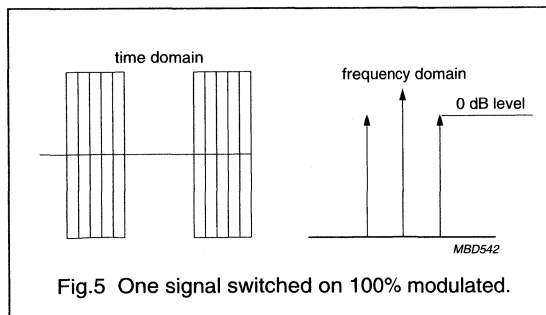 time domain
frequency domain
0 dB level
MBD542
Fig.5 One signal switched on 100% modulated.